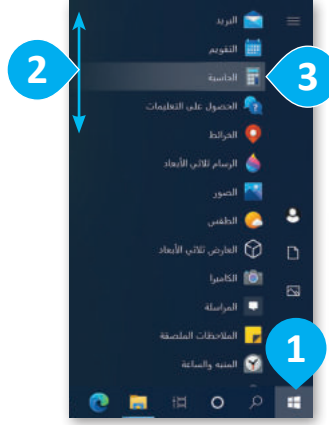 البريد
التقويم
الحاسبة
الحصول على التعليمات
الخرائط
الرسام ثلاثي الأبعاد
الصور
الطقس
العارض ثلاثي الأبعاد
الكاميرا
المراسلة
الملاحظات الملصقة
المنبه والساعة
2
3
1